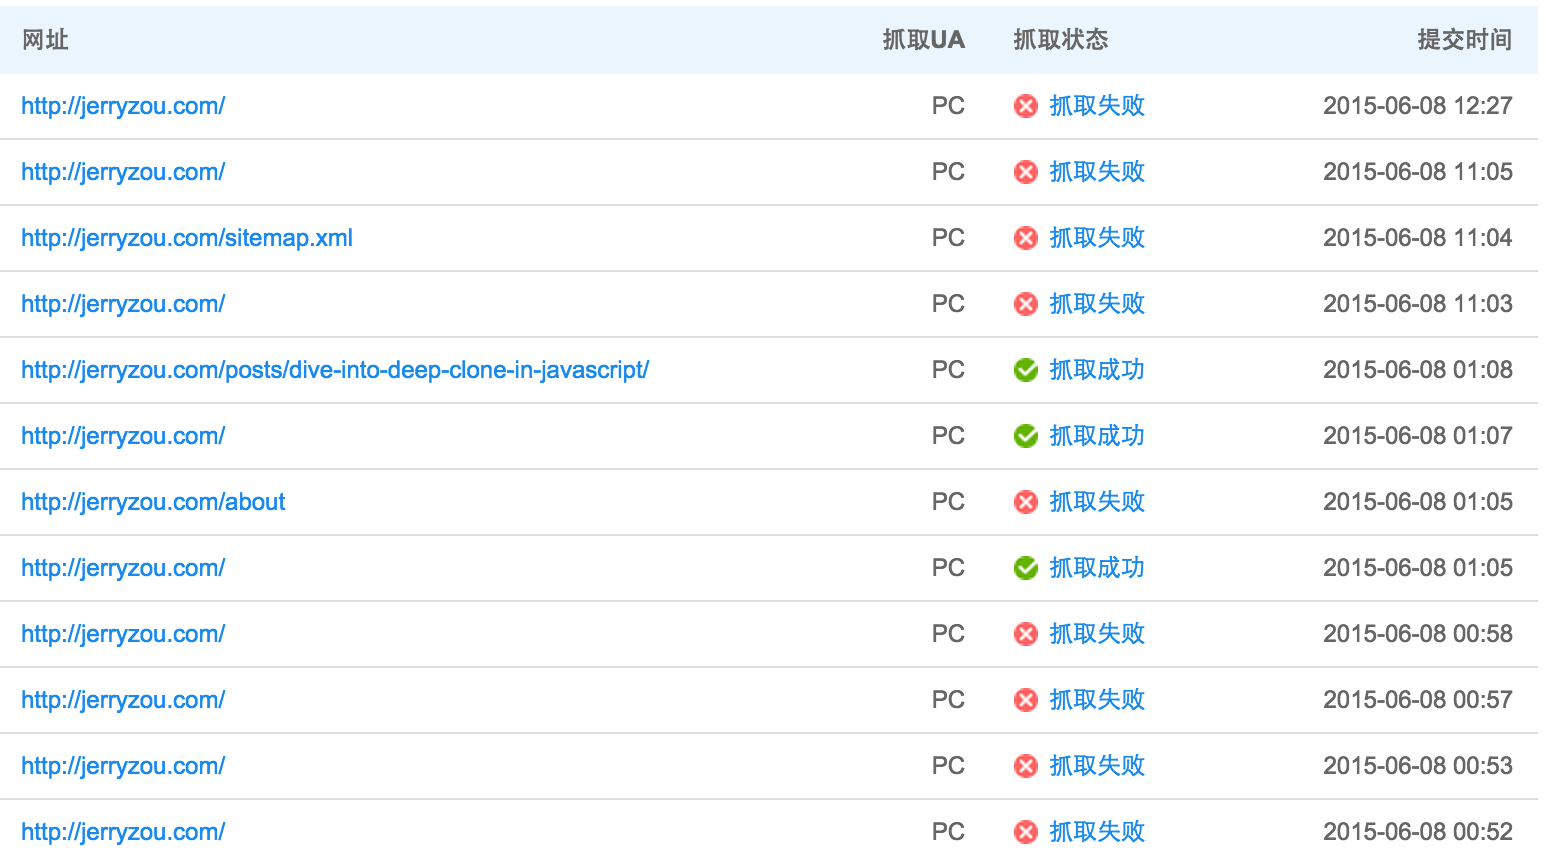 网址 抓取UA 抓取状态 提交时间
http://jerryzou.com/ PC 抓取失败 2015-06-08 12:27
http://jerryzou.com/ PC 抓取失败 2015-06-08 11:05
http://jerryzou.com/sitemap.xml PC 抓取失败 2015-06-08 11:04
http://jerryzou.com/ PC 抓取失败 2015-06-08 11:03
http://jerryzou.com/posts/dive-into-deep-clone-in-javascript/ PC 抓取成功 2015-06-08 01:08
http://jerryzou.com/ PC 抓取成功 2015-06-08 01:07
http://jerryzou.com/about PC 抓取失败 2015-06-08 01:05
http://jerryzou.com/ PC 抓取成功 2015-06-08 01:05
http://jerryzou.com/ PC 抓取失败 2015-06-08 00:58
http://jerryzou.com/ PC 抓取失败 2015-06-08 00:57
http://jerryzou.com/ PC 抓取失败 2015-06-08 00:53
http://jerryzou.com/ PC 抓取失败 2015-06-08 00:52